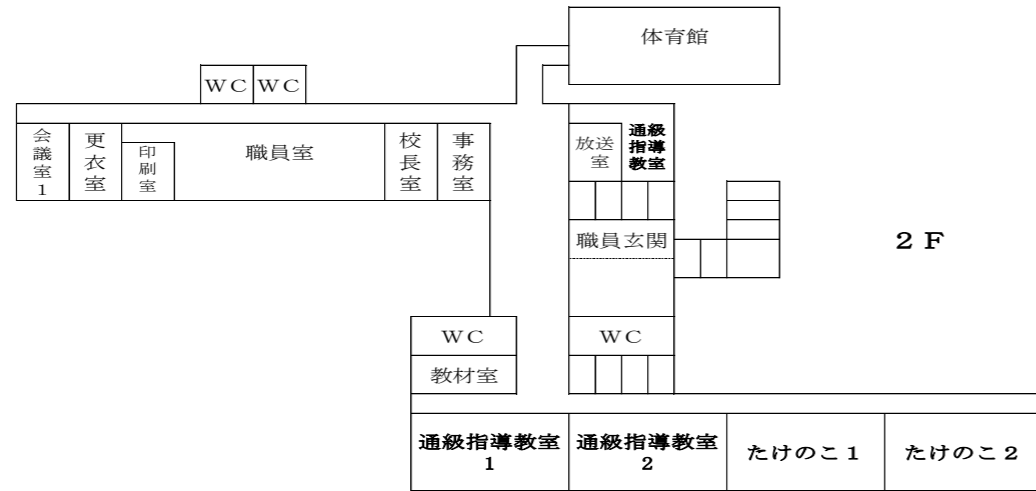 体育館
ＷＣ
ＷＣ
会議室１
更衣室
印刷室
職員室
校長室
事務室
放送室
通級指導教室
職員玄関
２Ｆ
ＷＣ
ＷＣ
教材室
通級指導教室
1
通級指導教室
2
たけのこ１
たけのこ２